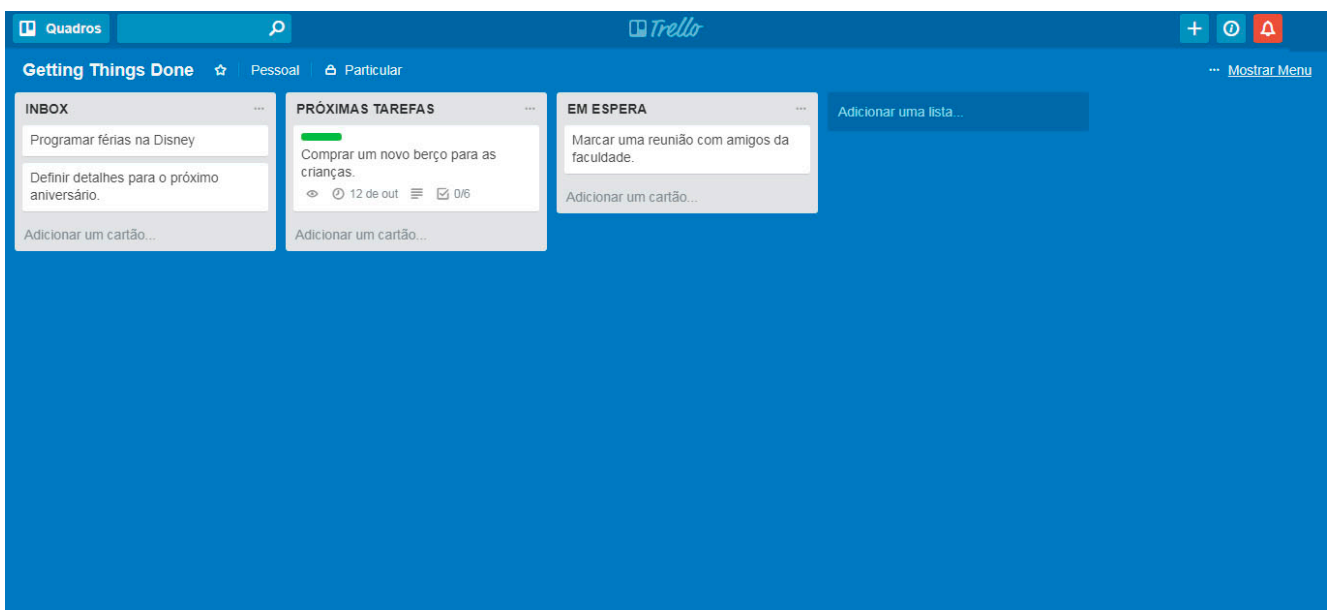 Quadros
Trello
Getting Things Done
Pessoal
Particular
... Mostrar Menu
INBOX
Programar férias na Disney
Definir detalhes para o próximo
aniversário.
Adicionar um cartão...
PRÓXIMAS TAREFAS
Comprar um novo berço para as
crianças.
12 de out
0/6
Adicionar um cartão...
EM ESPERA
Marcar uma reunião com amigos da
faculdade.
Adicionar um cartão...
Adicionar uma lista...